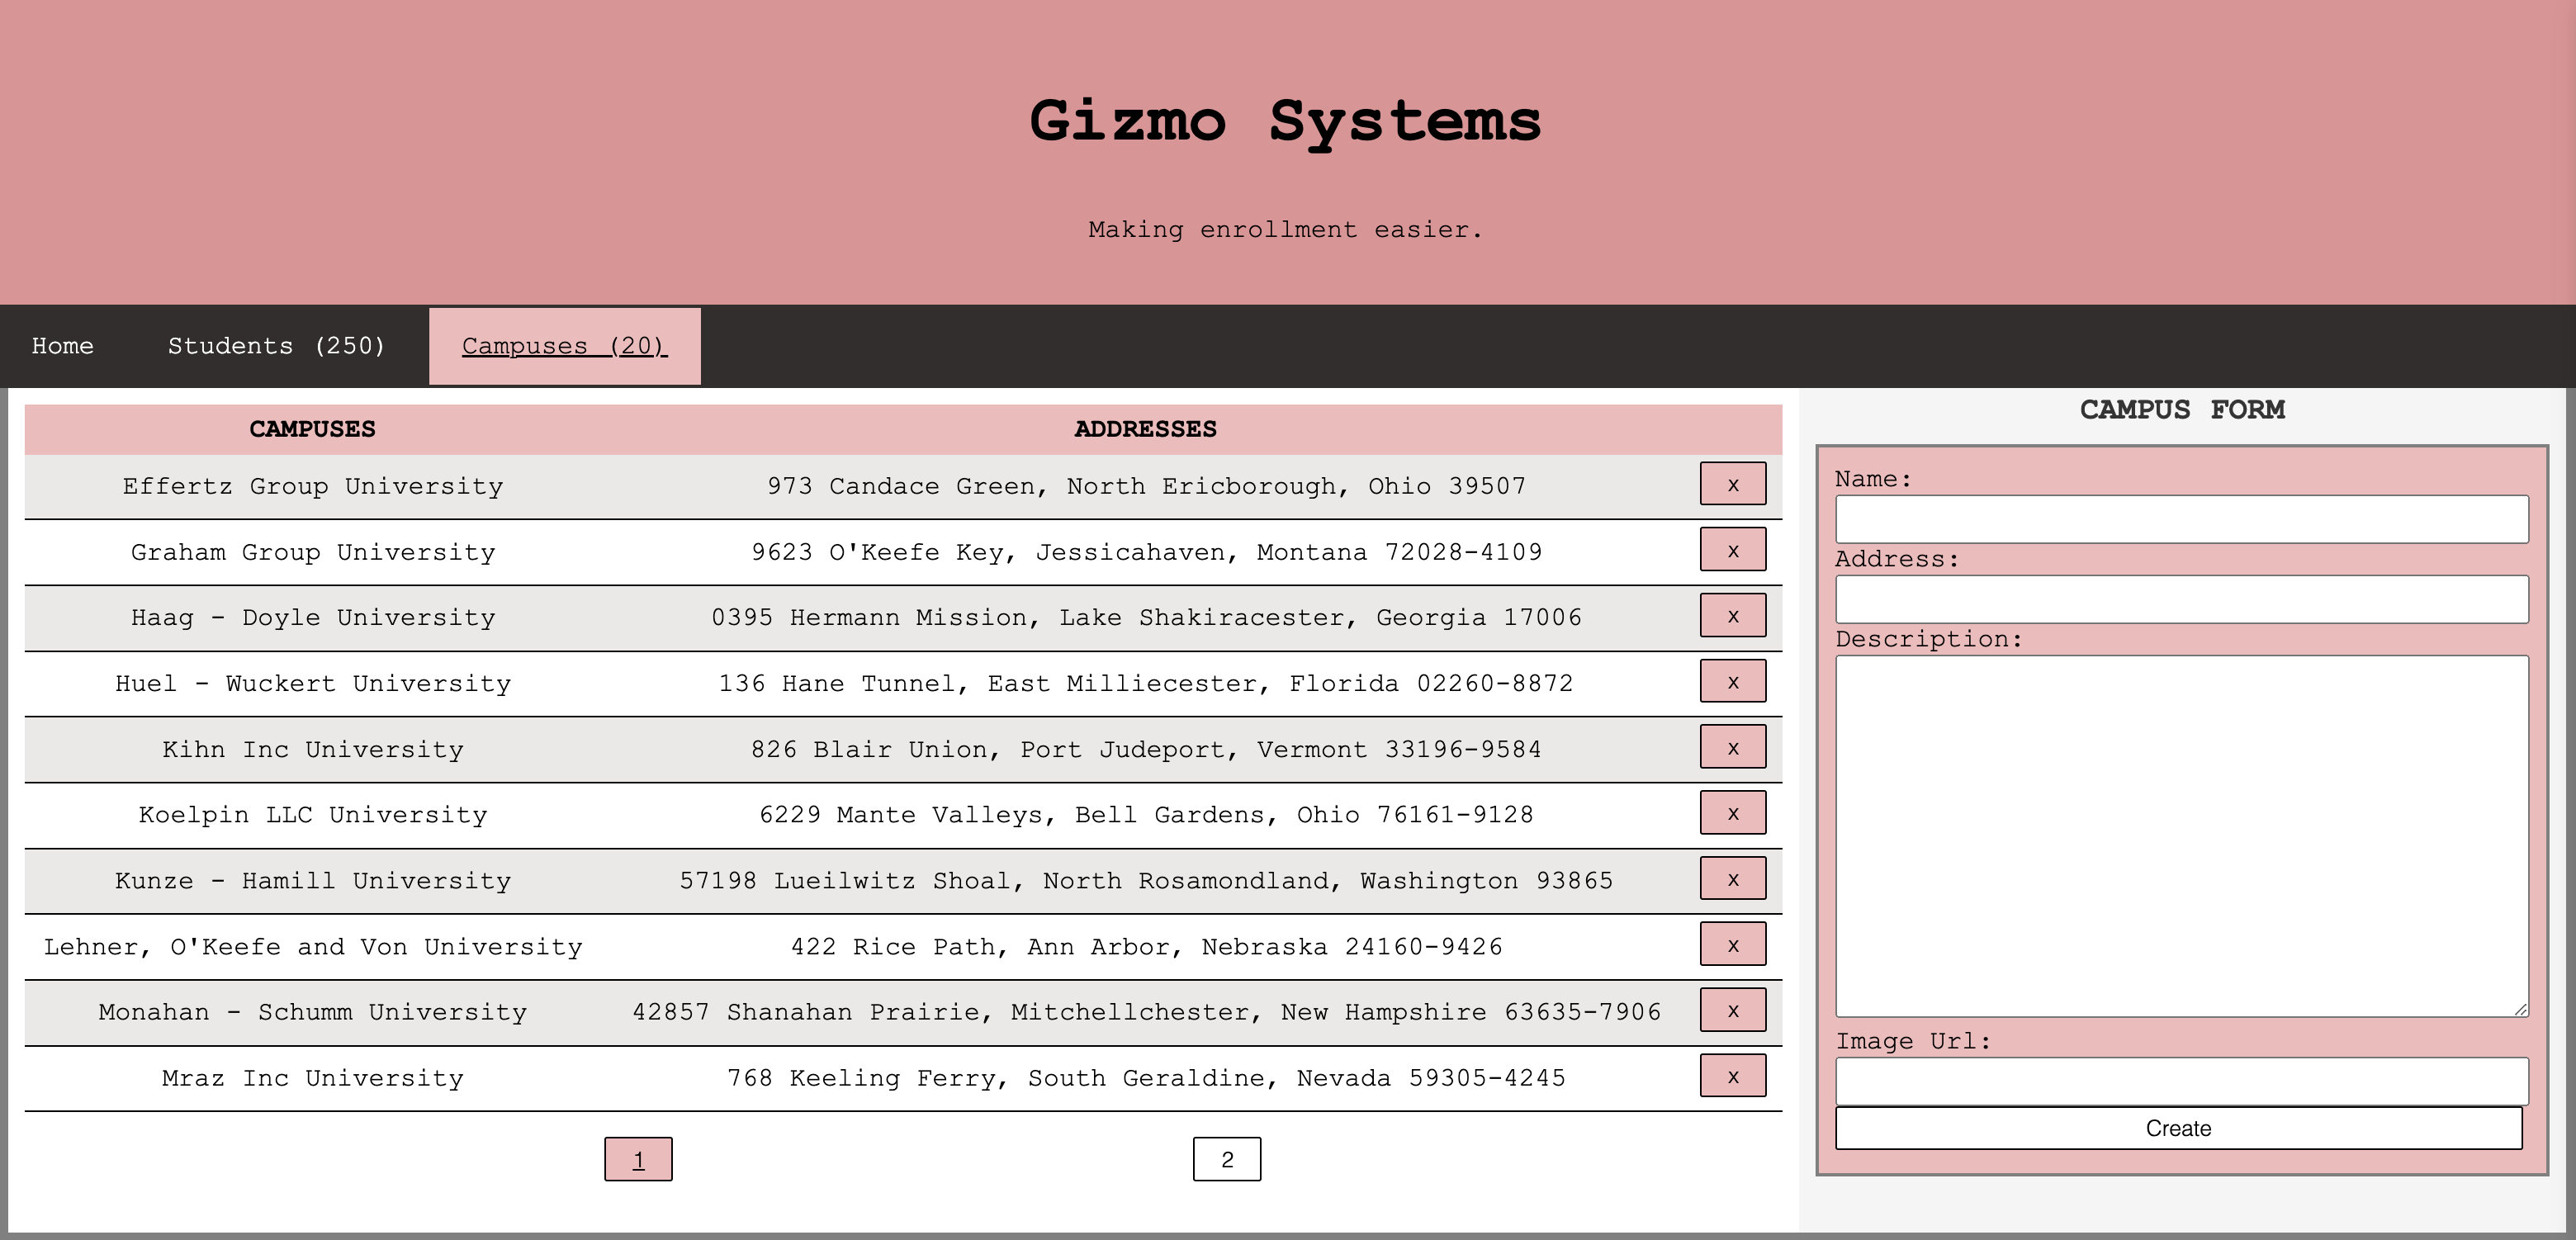 Gizmo Systems
Making enrollment easier.
Home Students (250) Campuses (20)
CAMPUSES ADDRESSES
Effertz Group University 973 Candace Green, North Ericborough, Ohio 39507 x
Graham Group University 9623 O'Keefe Key, Jessicahaven, Montana 72028-4109 x
Haag - Doyle University 0395 Hermann Mission, Lake Shakiracester, Georgia 17006 x
Huel - Wuckert University 136 Hane Tunnel, East Milliecester, Florida 02260-8872 x
Kihn Inc University 826 Blair Union, Port Judeport, Vermont 33196-9584 x
Koelpin LLC University 6229 Mante Valleys, Bell Gardens, Ohio 76161-9128 x
Kunze - Hamill University 57198 Lueilwitz Shoal, North Rosamondland, Washington 93865 x
Lehner, O'Keefe and Von University 422 Rice Path, Ann Arbor, Nebraska 24160-9426 x
Monahan - Schumm University 42857 Shanahan Prairie, Mitchellchester, New Hampshire 63635-7906 x
Mraz Inc University 768 Keeling Ferry, South Geraldine, Nevada 59305-4245 x
1 2
CAMPUS FORM
Name:
Address:
Description:
Image Url:
Create